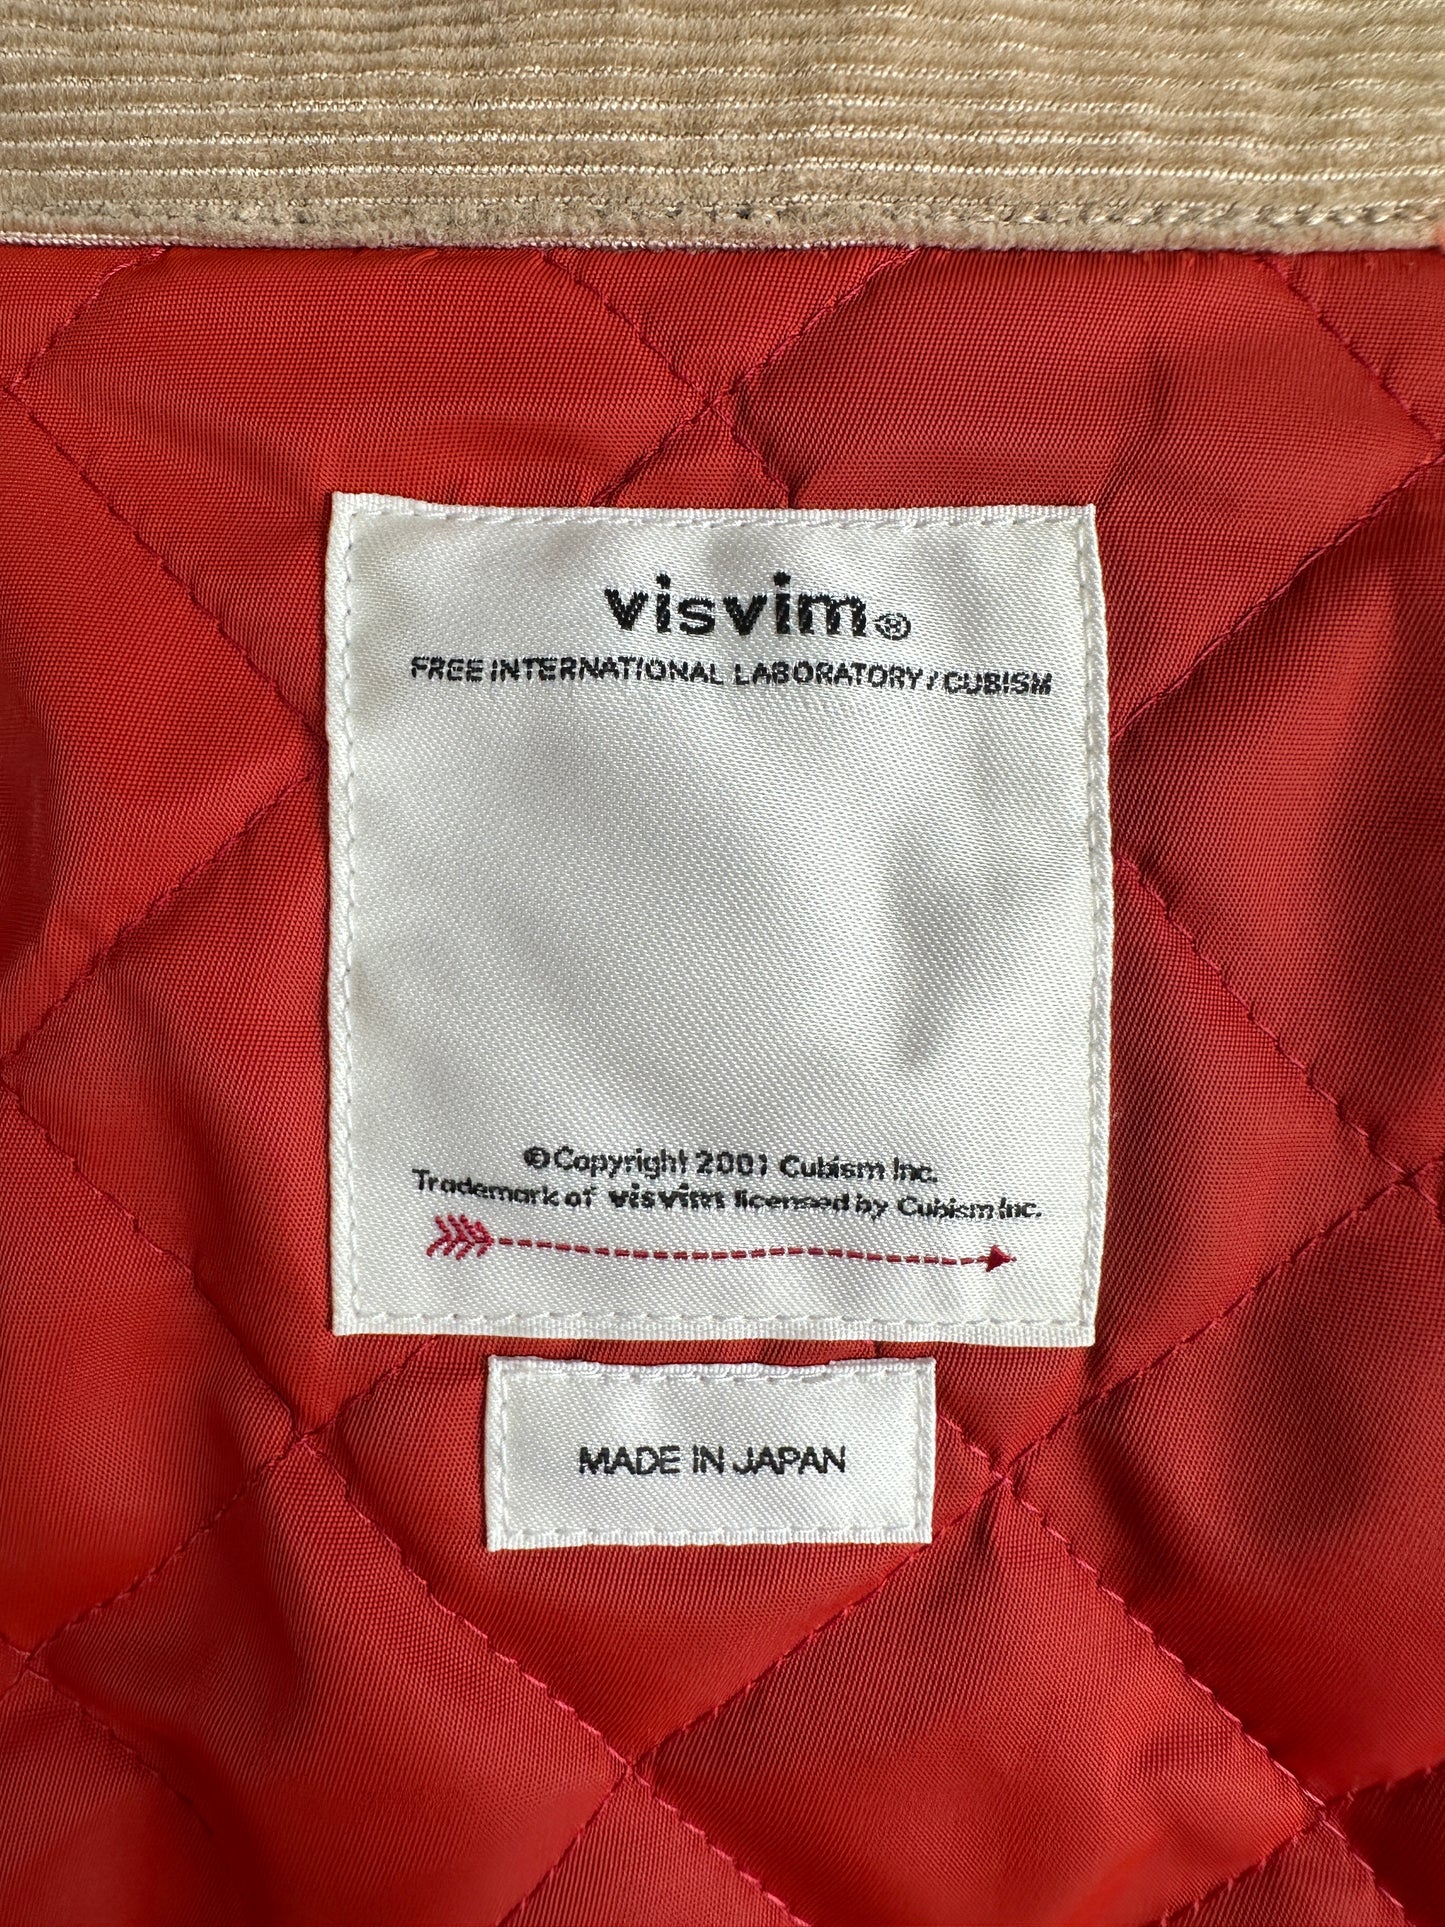 visvim®
FREE INTERNATIONAL LABORATORY / CUBISM
© Copyright 2001 Cubism Inc.
Trademark of visvim licensed by Cubism Inc.
MADE IN JAPAN